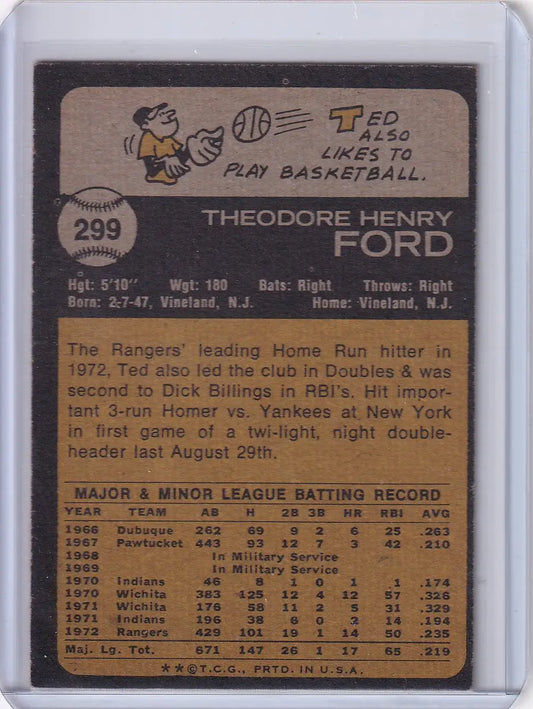 TED
ALSO
LIKES TO
PLAY BASKETBALL.
299
THEODORE HENRY
FORD
Hgt: 5'10" Wgt: 180 Bats: Right Throws: Right
Born: 2-7-47, Vineland, N.J. Home: Vineland, N.J.
The Rangers' leading Home Run hitter in
1972, Ted also led the club in Doubles & was
second to Dick Billings in RBI's. Hit impor-
tant 3-run Homer vs. Yankees at New York
in first game of a twi-light, night double-
header last August 29th.
MAJOR & MINOR LEAGUE BATTING RECORD
YEAR TEAM AB H 2B 3B HR RBI AVG
1966 Dubuque 262 69 9 2 6 25 .263
1967 Pawtucket 443 93 12 7 3 42 .210
1968 In Military Service
1969 In Military Service
1970 Indians 46 8 1 0 1 1 .174
1970 Wichita 383 125 12 4 12 57 .326
1971 Wichita 176 58 11 2 5 31 .329
1971 Indians 196 38 6 0 2 14 .194
1972 Rangers 429 101 19 1 14 50 .235
Maj. Lg. Tot. 671 147 26 1 17 65 .219
**©T.C.G., PRTD. IN U.S.A.